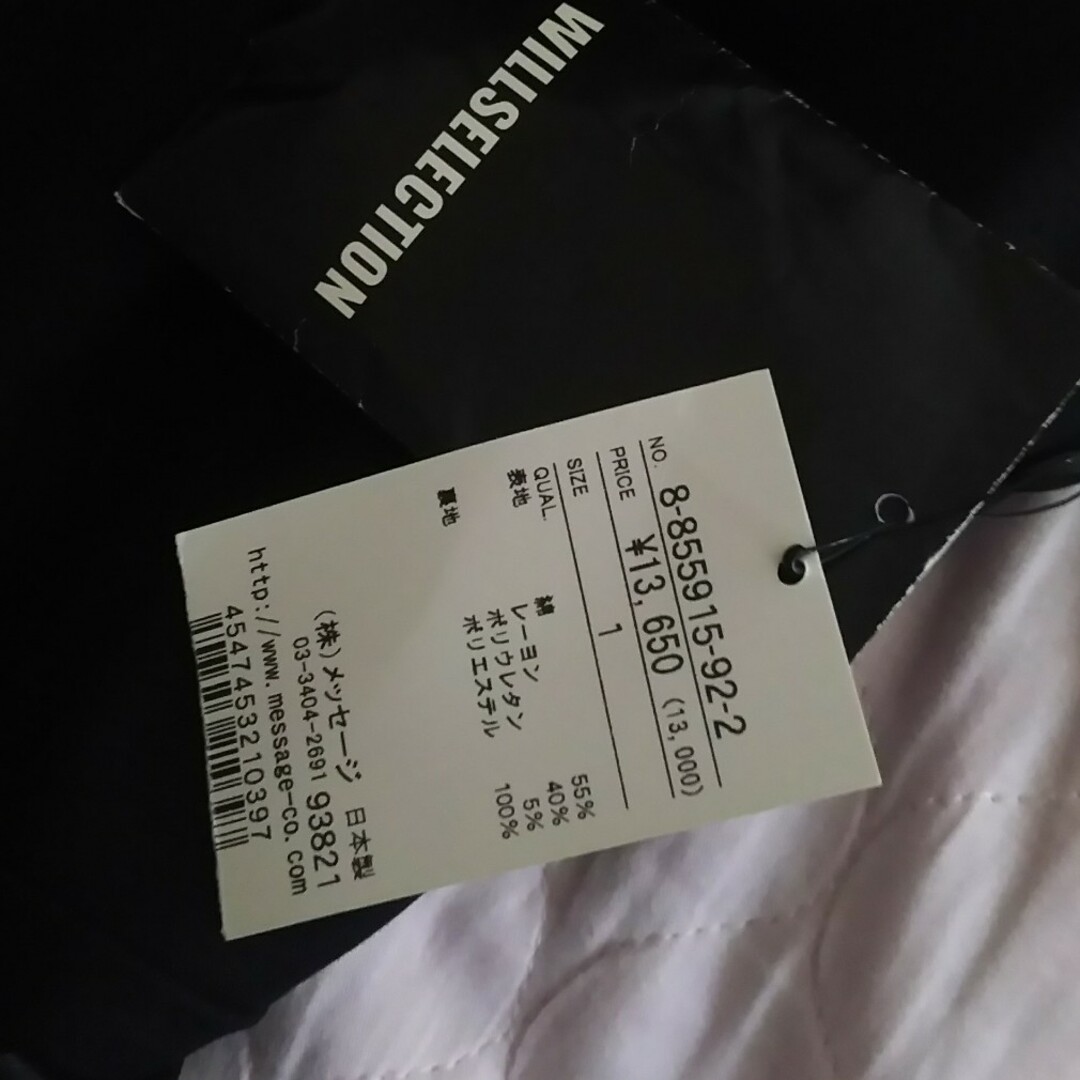 WILLSELECTION
NO. 8-855915-92-2
PRICE ¥13,650 (13,000)
SIZE 1
QUAL.
表地 綿 55%
レーヨン 40%
ポリウレタン 5%
裏地 ポリエステル 100%
(株)メッセージ 日本製
03-3404-2691 93821
http://www.message-co.com
4547453210397